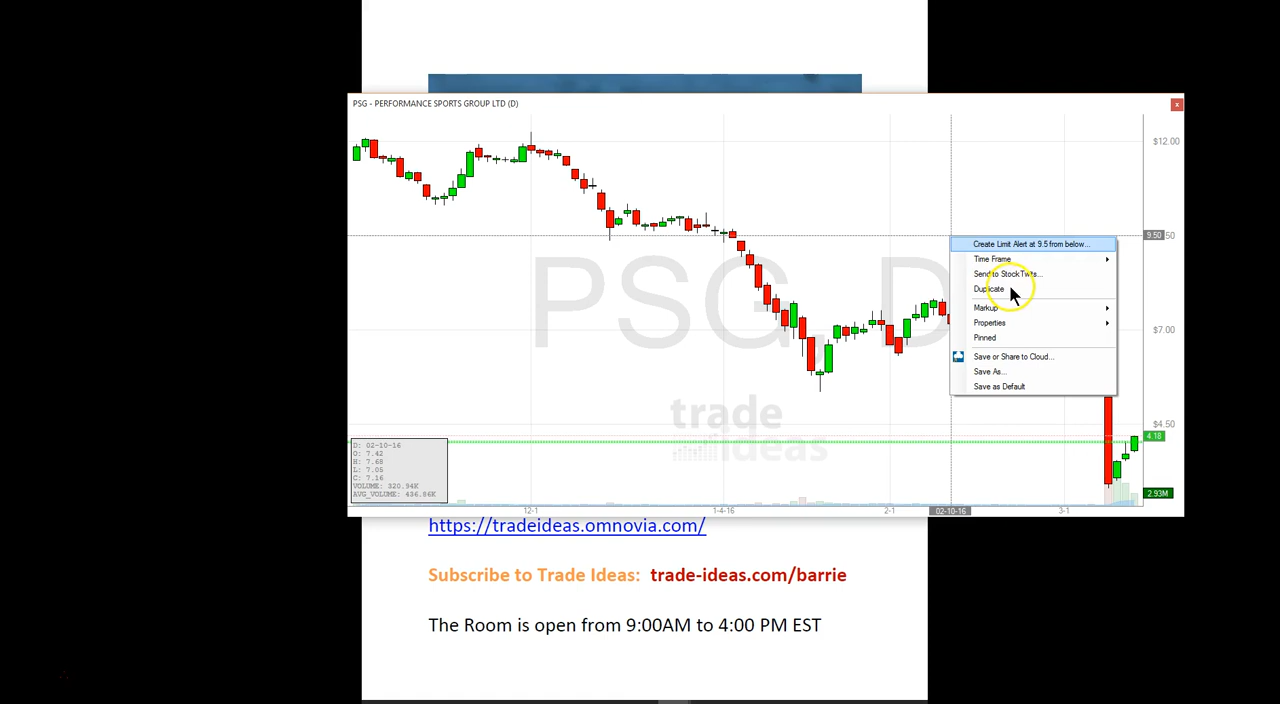 PSG - PERFORMANCE SPORTS GROUP LTD (D)
x
$12.00
9.50
50
$7.00
$4.50
4.18
2.93M
PSG, D
trade
ideas
Create Limit Alert at 9.5 from below...
Time Frame
Send to StockTwits...
Duplicate
Markup
Properties
Pinned
Save or Share to Cloud...
Save As...
Save as Default
D: 02-10-16
O: 7.42
H: 7.68
L: 7.05
C: 7.16
VOLUME: 320.94K
AVG_VOLUME: 436.86K
12-1
1-4-16
2-1
02-10-16
3-1
https://tradeideas.omnovia.com/
Subscribe to Trade Ideas: trade-ideas.com/barrie
The Room is open from 9:00AM to 4:00 PM EST